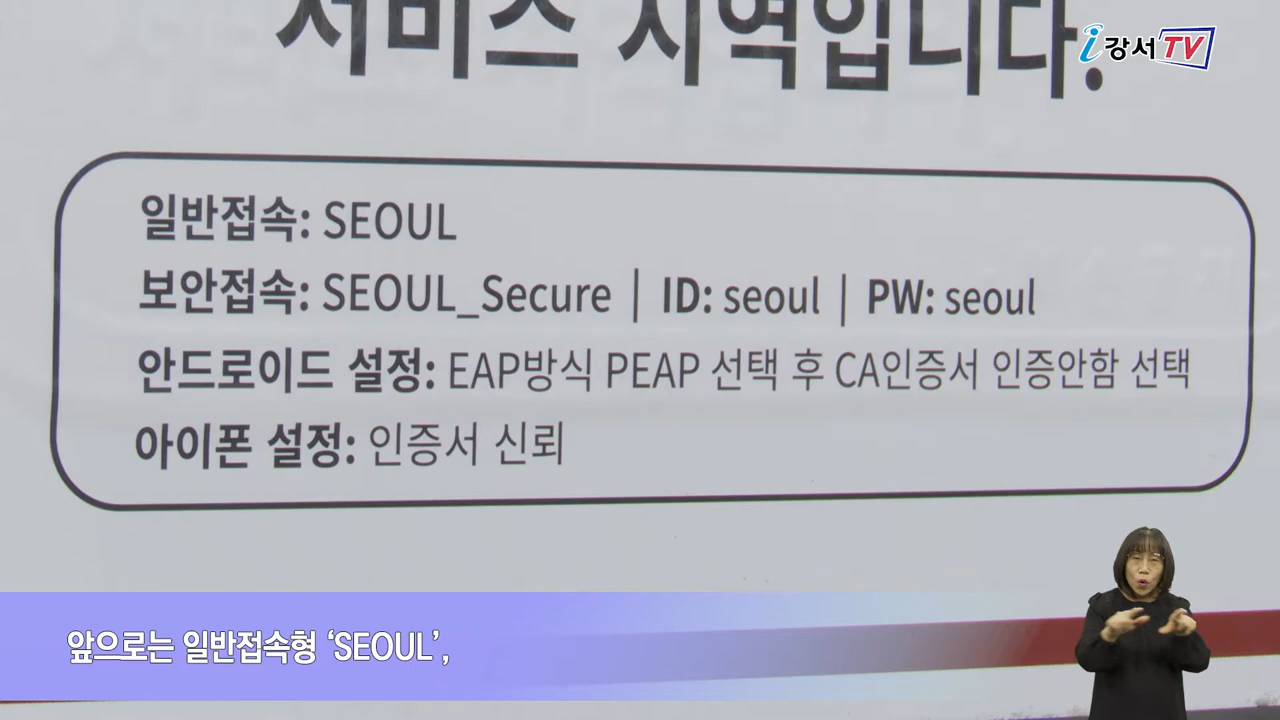 서비스 지역입니다.
i강서TV
일반접속: SEOUL
보안접속: SEOUL_Secure | ID: seoul | PW: seoul
안드로이드 설정: EAP방식 PEAP 선택 후 CA인증서 인증안함 선택
아이폰 설정: 인증서 신뢰
앞으로는 일반접속형 ‘SEOUL’,